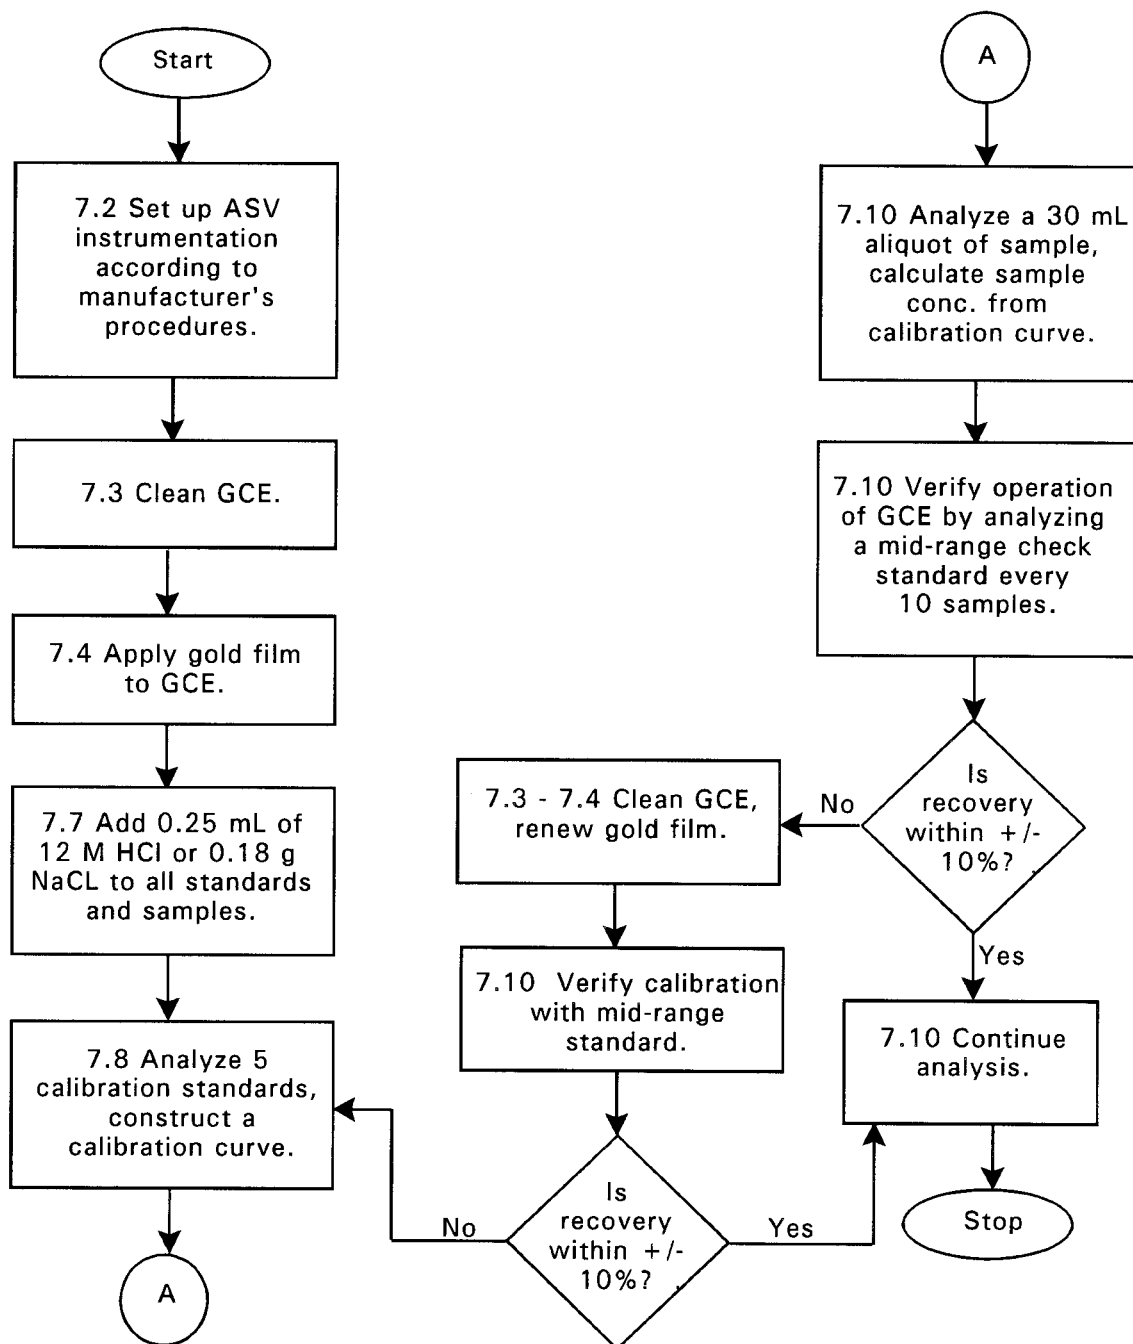 Start
7.2 Set up ASV
instrumentation
according to
manufacturer's
procedures.
7.3 Clean GCE.
7.4 Apply gold film
to GCE.
7.7 Add 0.25 mL of
12 M HCl or 0.18 g
NaCL to all standards
and samples.
7.8 Analyze 5
calibration standards,
construct a
calibration curve.
A
A
7.10 Analyze a 30 mL
aliquot of sample,
calculate sample
conc. from
calibration curve.
7.10 Verify operation
of GCE by analyzing
a mid-range check
standard every
10 samples.
Is
recovery
within +/-
10%?
No
Yes
7.3 - 7.4 Clean GCE,
renew gold film.
7.10 Verify calibration
with mid-range
standard.
Is
recovery
within +/-
10%?
No
Yes
7.10 Continue
analysis.
Stop